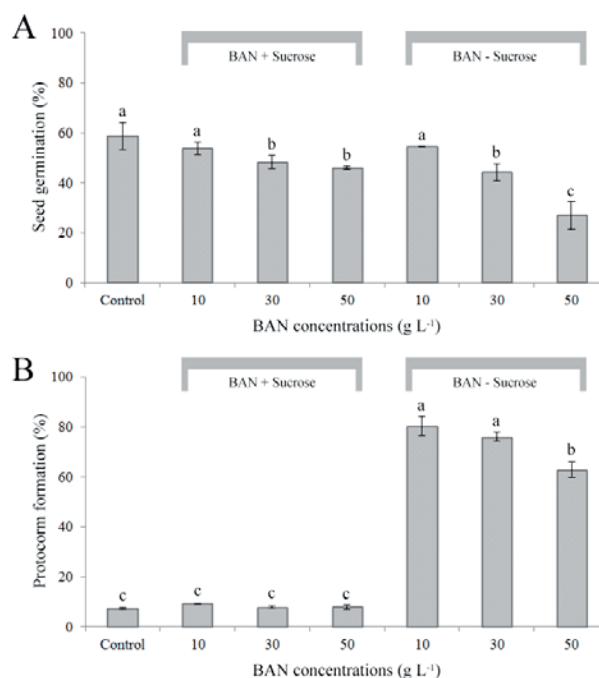 A
BAN + Sucrose
BAN - Sucrose
Seed germination (%)
100
80
60
40
20
0
a
a
b
b
a
b
c
Control 10 30 50 10 30 50
BAN concentrations (g L⁻¹)
B
BAN + Sucrose
BAN - Sucrose
Protocorm formation (%)
100
80
60
40
20
0
c
c
c
c
a
a
b
Control 10 30 50 10 30 50
BAN concentrations (g L⁻¹)